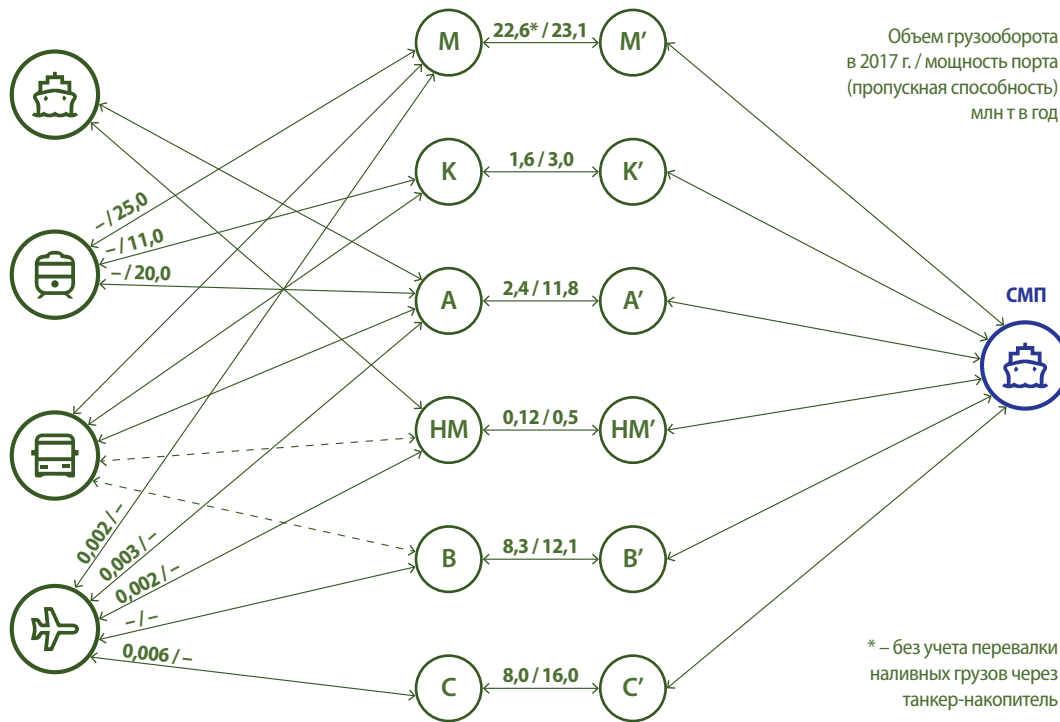 M
22,6* / 23,1
M’
Объем грузооборота
в 2017 г. / мощность порта
(пропускная способность)
млн т в год
К
1,6 / 3,0
К’
– / 25,0
– / 11,0
– / 20,0
А
2,4 / 11,8
А’
СМП
НМ
0,12 / 0,5
НМ’
0,002 / –
0,003 / –
0,002 / –
– / –
0,006 / –
В
8,3 / 12,1
В’
С
8,0 / 16,0
С’
* – без учета перевалки
наливных грузов через
танкер-накопитель